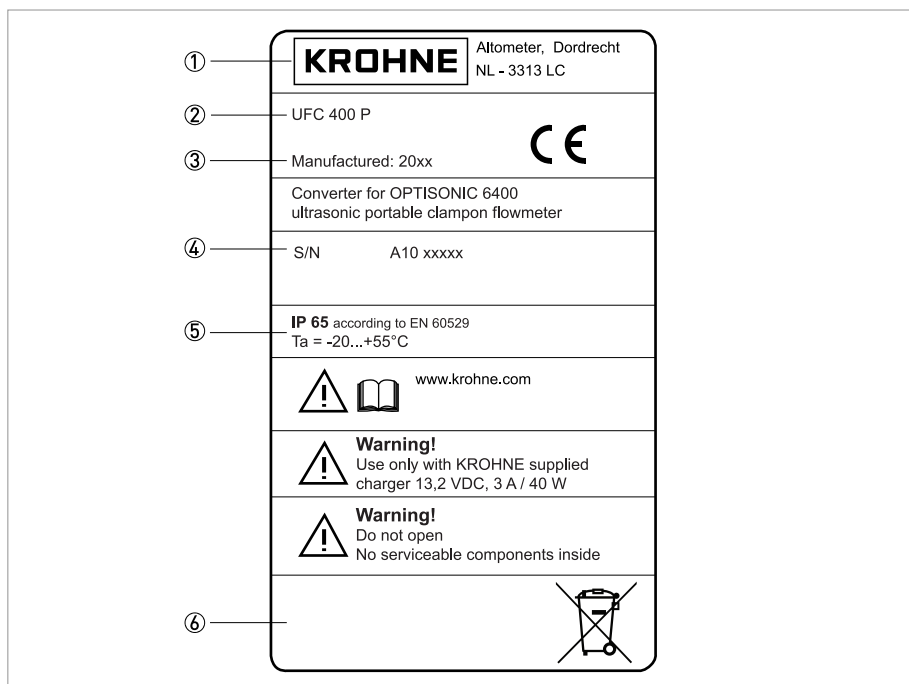 ① KROHNE Altometer, Dordrecht
NL - 3313 LC
② UFC 400 P
CE
③ Manufactured: 20xx
Converter for OPTISONIC 6400
ultrasonic portable clampon flowmeter
④ S/N A10 xxxxx
⑤ IP 65 according to EN 60529
Ta = -20...+55°C
www.krohne.com
Warning!
Use only with KROHNE supplied
charger 13,2 VDC, 3 A / 40 W
Warning!
Do not open
No serviceable components inside
⑥